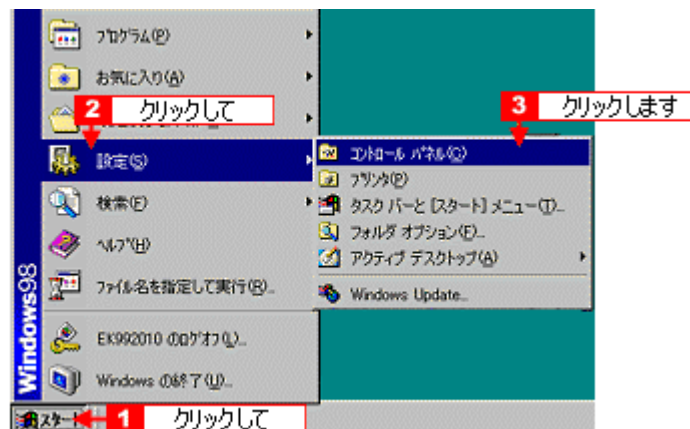 プログラム(P)
お気に入り(A)
2 クリックして
設定(S)
検索(F)
ヘルプ(H)
ファイル名を指定して実行(R)...
EK992010 のログオフ(L)...
Windows の終了(U)...
Windows98
スタート
1 クリックして
3 クリックします
コントロール パネル(C)
プリンタ(P)
タスク バーと [スタート] メニュー(T)...
フォルダ オプション(F)...
アクティブ デスクトップ(A)
Windows Update...